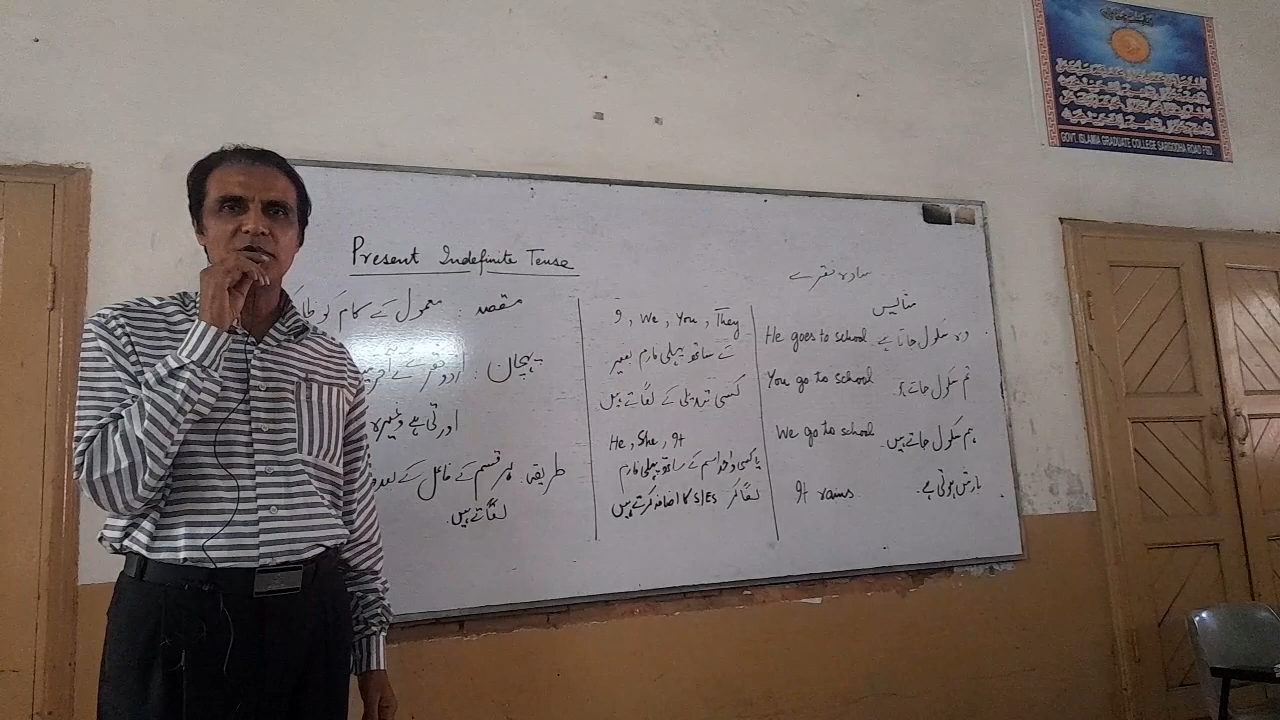 Present Indefinite Tense
مقصد: معمول کے کام کو
پہچان: اردو فقرے کے آخر
اور تی ہے وغیرہ
طریقہ: ہر قسم کے فاعل کے بعد
لگاتے ہیں۔
I, We, You, They
کے ساتھ پہلی فارم بغیر
کسی تبدیلی کے لگاتے ہیں
He, She, It
یا کسی واحد اسم کے ساتھ پہلی فارم
لگا کر S/Es کا اضافہ کرتے ہیں
سادہ فقرے
مثالیں
وہ سکول جاتا ہے۔ He goes to school
تم سکول جاتے ہو۔ You go to school
ہم سکول جاتے ہیں۔ We go to school
بارش ہوتی ہے۔ It rains
GOVT. ISLAMIA GRADUATE COLLEGE SARGODHA ROAD FSD.